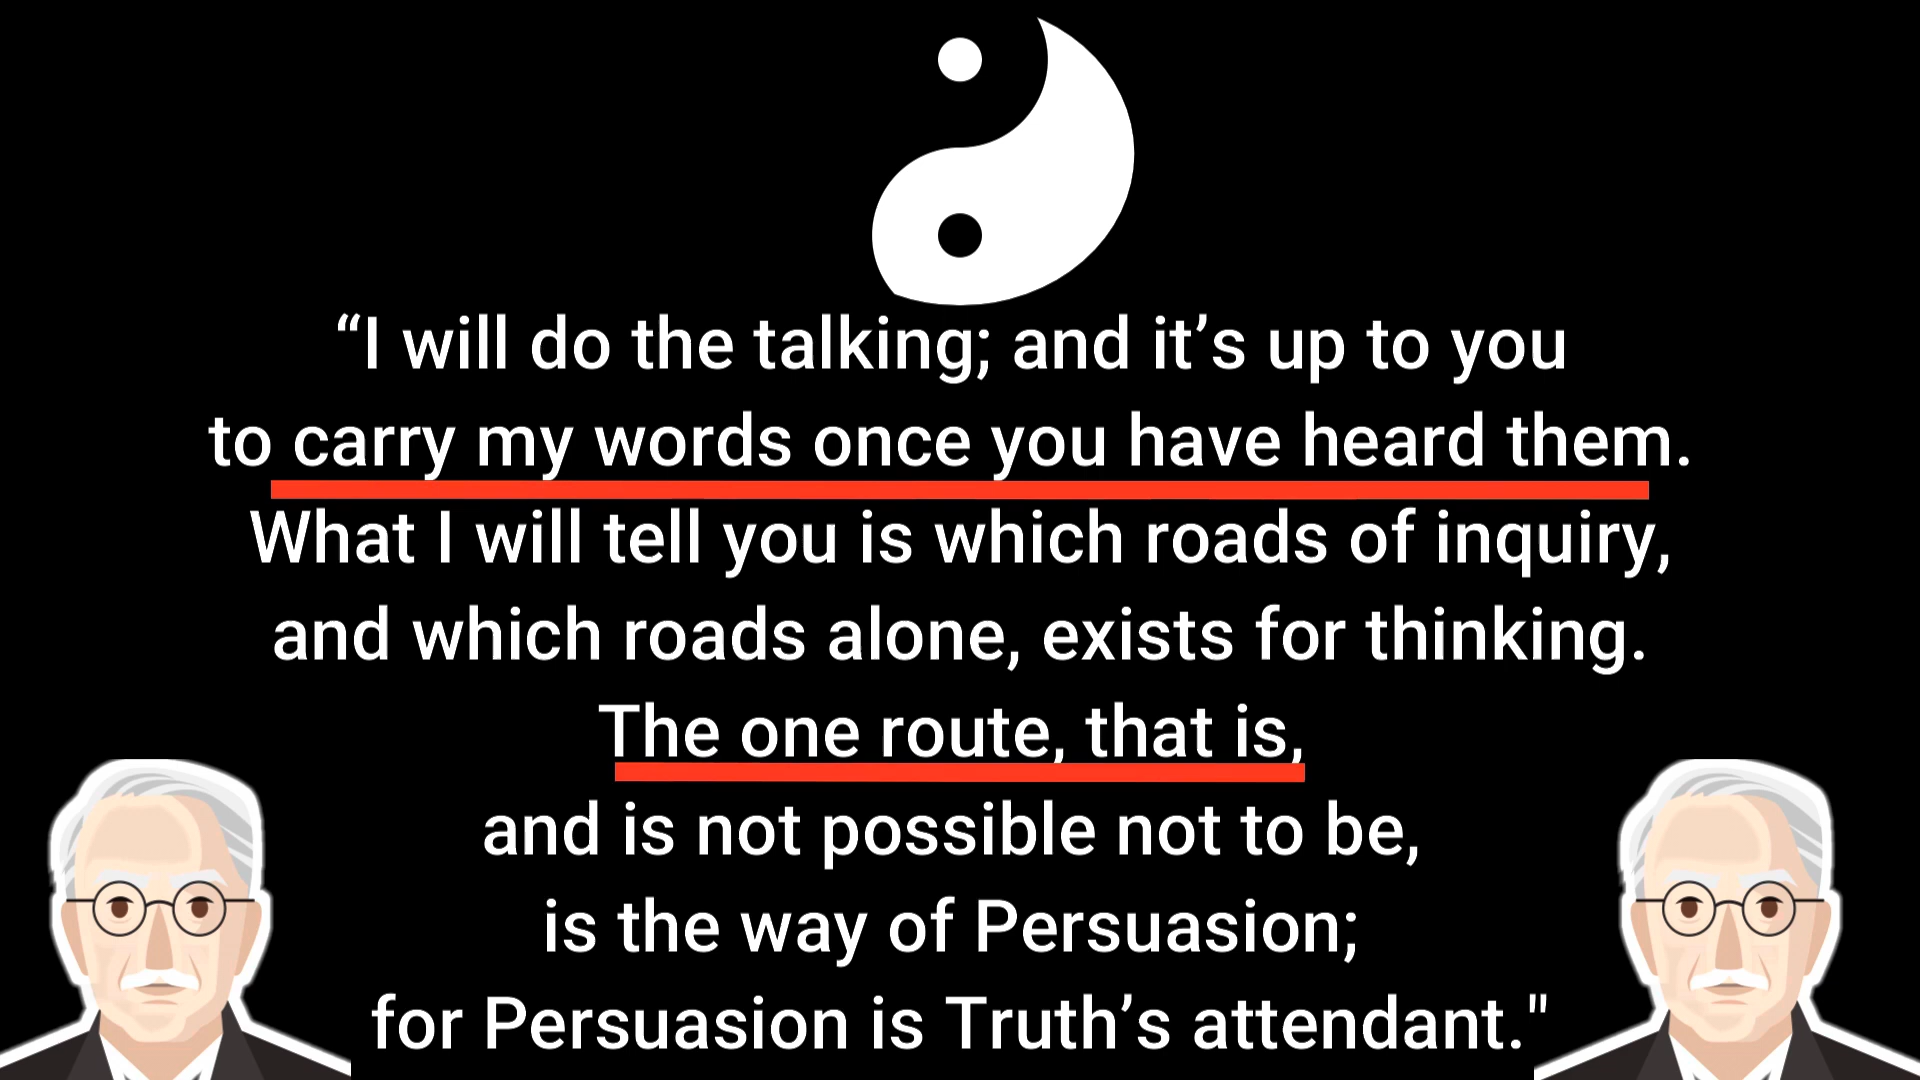 “I will do the talking; and it’s up to you
to carry my words once you have heard them.
What I will tell you is which roads of inquiry,
and which roads alone, exists for thinking.
The one route, that is,
and is not possible not to be,
is the way of Persuasion;
for Persuasion is Truth’s attendant."